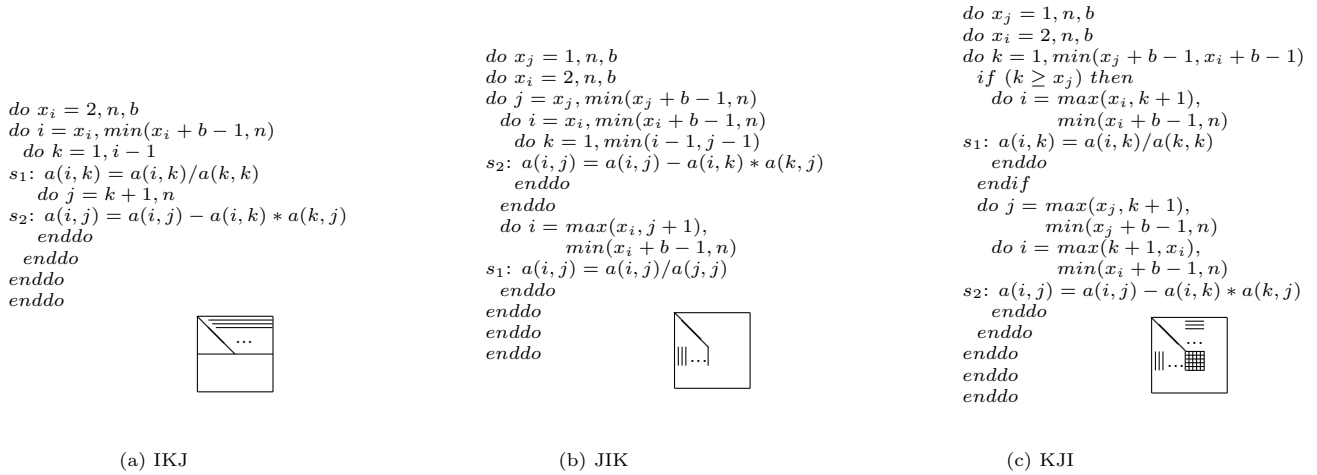 do x_i = 2, n, b
do i = x_i, min(x_i + b − 1, n)
do k = 1, i − 1
s_1: a(i, k) = a(i, k)/a(k, k)
do j = k + 1, n
s_2: a(i, j) = a(i, j) − a(i, k) ∗ a(k, j)
enddo
enddo
enddo
enddo
...
(a) IKJ
do x_j = 1, n, b
do x_i = 2, n, b
do j = x_j, min(x_j + b − 1, n)
do i = x_i, min(x_i + b − 1, n)
do k = 1, min(i − 1, j − 1)
s_2: a(i, j) = a(i, j) − a(i, k) ∗ a(k, j)
enddo
enddo
do i = max(x_i, j + 1),
min(x_i + b − 1, n)
s_1: a(i, j) = a(i, j)/a(j, j)
enddo
enddo
enddo
enddo
...
(b) JIK
do x_j = 1, n, b
do x_i = 2, n, b
do k = 1, min(x_j + b − 1, x_i + b − 1)
if (k ≥ x_j) then
do i = max(x_i, k + 1),
min(x_i + b − 1, n)
s_1: a(i, k) = a(i, k)/a(k, k)
enddo
endif
do j = max(x_j, k + 1),
min(x_j + b − 1, n)
do i = max(k + 1, x_i),
min(x_i + b − 1, n)
s_2: a(i, j) = a(i, j) − a(i, k) ∗ a(k, j)
enddo
enddo
enddo
enddo
enddo
...
...
(c) KJI